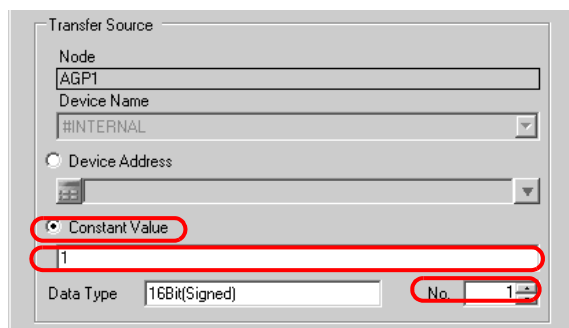 Transfer Source
Node
AGP1
Device Name
#INTERNAL
Device Address
Constant Value
1
Data Type 16Bit(Signed) No. 1